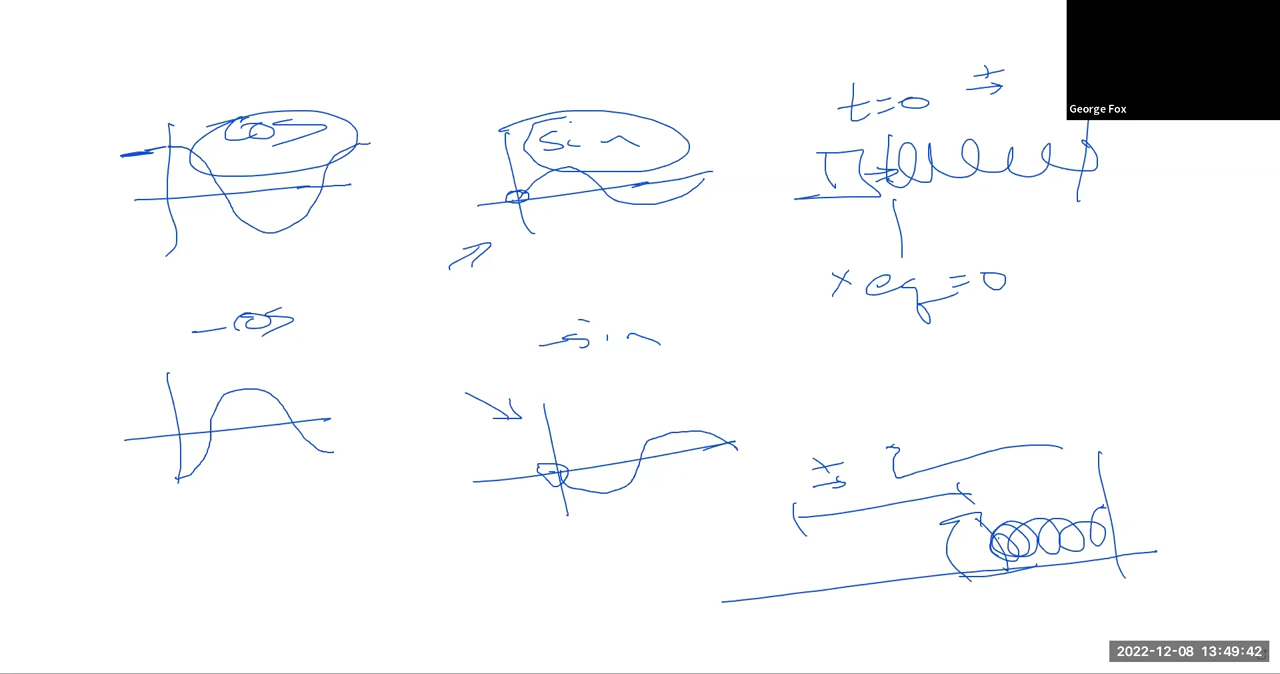 cos
sin
t=0
x
George Fox
x eq = 0
-cos
-sin
x
2022-12-08 13:49:42